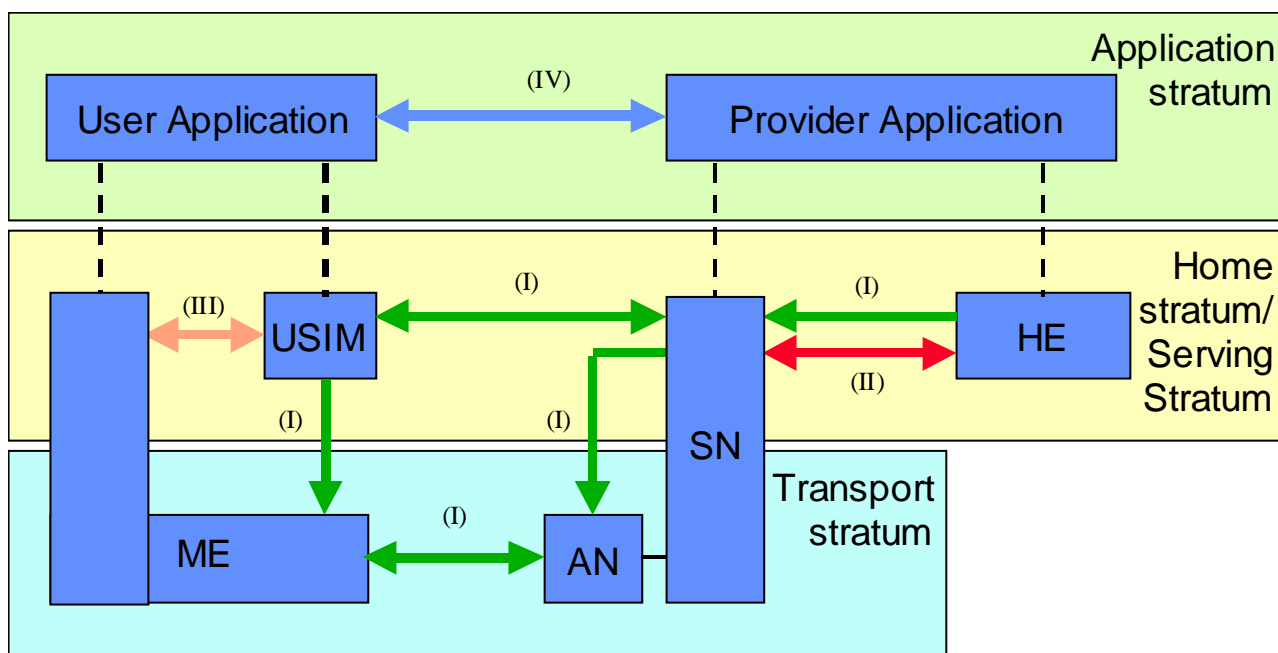 Application
stratum
(IV)
User Application
Provider Application
Home
stratum/
Serving
Stratum
(I)
(I)
(III)
USIM
HE
(II)
(I)
(I)
SN
Transport
stratum
(I)
ME
AN